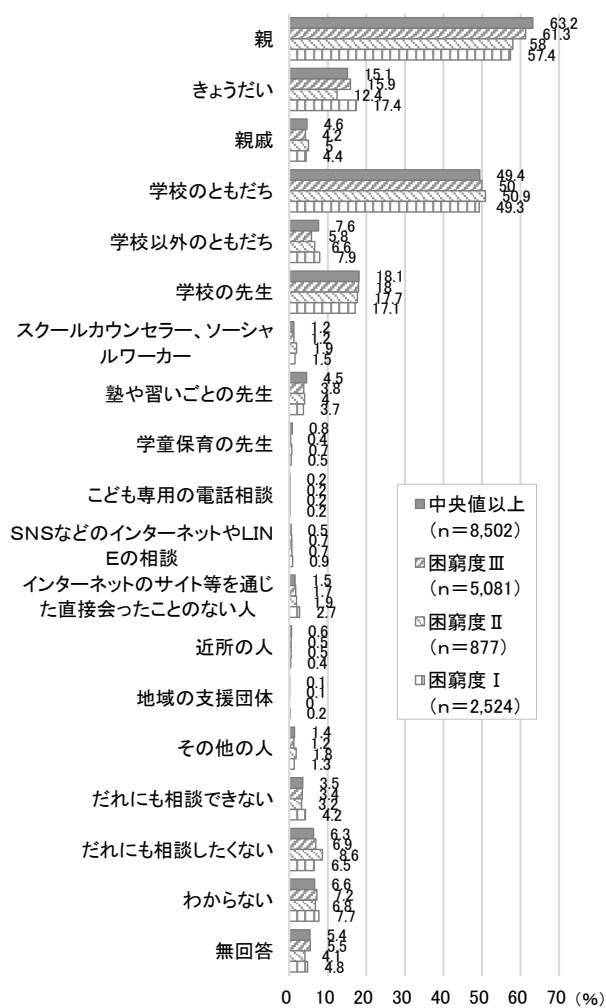 親
63.2
61.3
58
57.4
きょうだい
15.1
15.9
12.4
17.4
親戚
4.6
4.2
5
4.4
学校のともだち
49.4
50
50.9
49.3
学校以外のともだち
7.6
5.8
6.6
7.9
学校の先生
18.1
18
17.7
17.1
スクールカウンセラー、ソーシャ
ルワーカー
1.2
1.2
1.9
1.5
塾や習いごとの先生
4.5
3.8
4
3.7
学童保育の先生
0.8
0.4
0.7
0.5
こども専用の電話相談
0.2
0.2
0.2
0.2
SNSなどのインターネットやLIN
Eの相談
0.5
0.7
0.7
0.9
インターネットのサイト等を通じ
た直接会ったことのない人
1.5
1.7
1.9
2.7
近所の人
0.6
0.5
0.5
0.4
地域の支援団体
0.1
0.1
0
0.2
その他の人
1.4
1.2
1.8
1.3
だれにも相談できない
3.5
3.4
3.2
4.2
だれにも相談したくない
6.3
6.9
8.6
6.5
わからない
6.6
7.2
6.8
7.7
無回答
5.4
5.5
4.1
4.8
中央値以上
(n=8,502)
困窮度Ⅲ
(n=5,081)
困窮度Ⅱ
(n=877)
困窮度Ⅰ
(n=2,524)
0 10 20 30 40 50 60 70 (%)